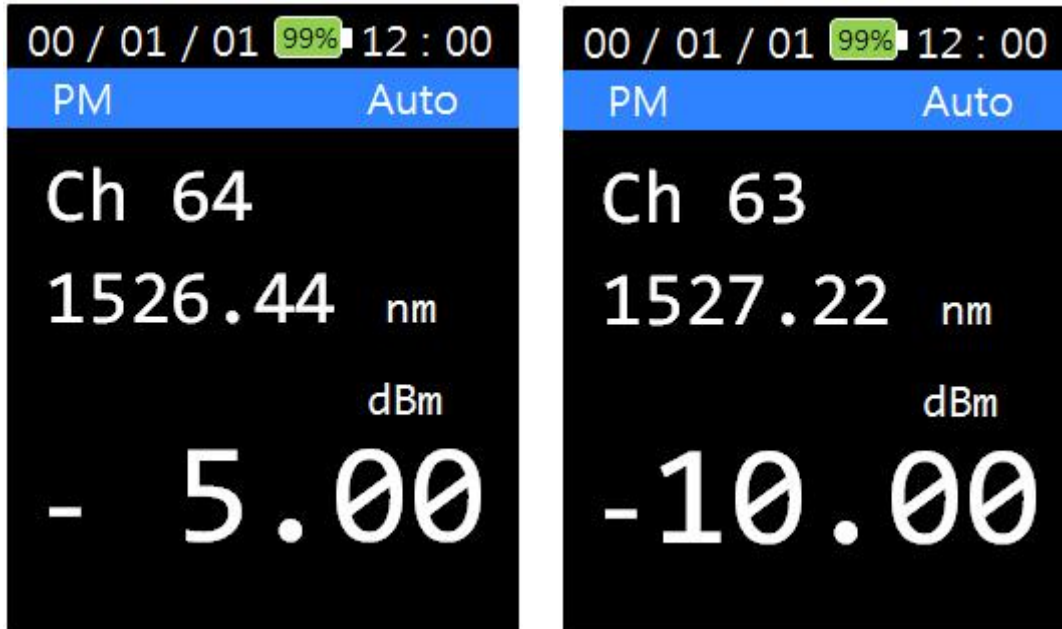 00 / 01 / 01 99% 12 : 00
PM Auto
Ch 64
1526.44 nm
dBm
- 5.00
00 / 01 / 01 99% 12 : 00
PM Auto
Ch 63
1527.22 nm
dBm
-10.00